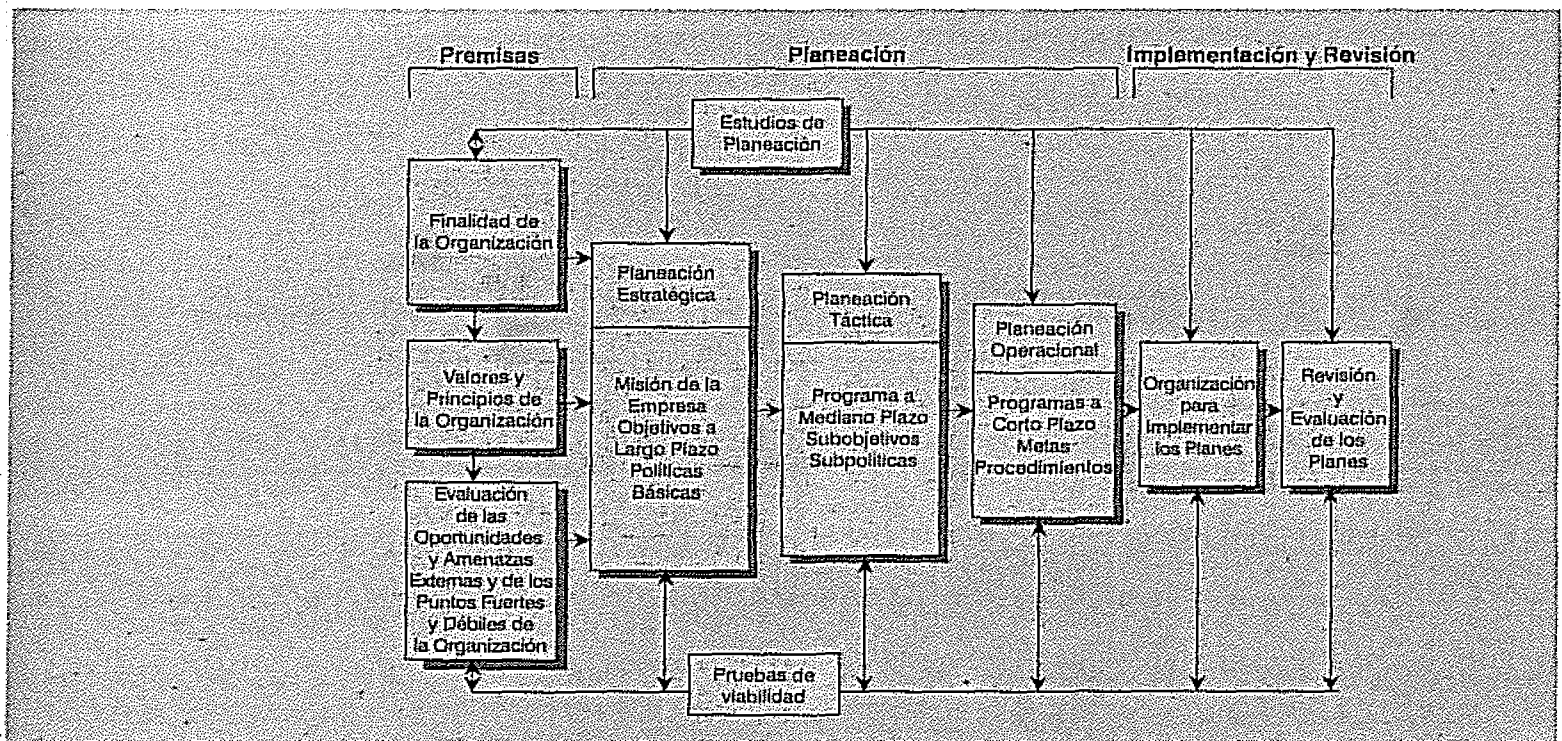 Premisas
Planeación
Implementación y Revisión
Estudios de
Planeación
Finalidad de
la Organización
Valores y
Principios de
la Organización
Evaluación
de las
Oportunidades
y Amenazas
Externas y de los
Puntos Fuertes
y Débiles de
la Organización
Planeación
Estratégica
Misión de la
Empresa
Objetivos a
Largo Plazo
Políticas
Básicas
Planeación
Táctica
Programa a
Mediano Plazo
Subobjetivos
Subpolíticas
Planeación
Operacional
Programas a
Corto Plazo
Metas
Procedimientos
Organización
para
Implementar
los Planes
Revisión
y
Evaluación
de los
Planes
Pruebas de
viabilidad